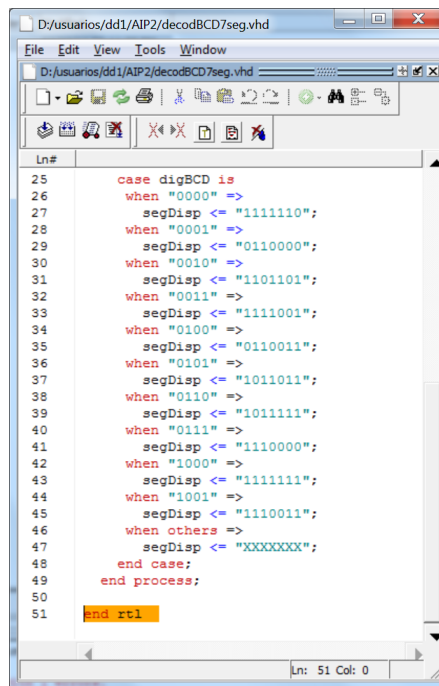 D:/usuarios/dd1/AIP2/decodBCD7seg.vhd
File Edit View Tools Window
D:/usuarios/dd1/AIP2/decodBCD7seg.vhd
Ln#
25 case digBCD is
26 when "0000" =>
27 segDisp <= "1111110";
28 when "0001" =>
29 segDisp <= "0110000";
30 when "0010" =>
31 segDisp <= "1101101";
32 when "0011" =>
33 segDisp <= "1111001";
34 when "0100" =>
35 segDisp <= "0110011";
36 when "0101" =>
37 segDisp <= "1011011";
38 when "0110" =>
39 segDisp <= "1011111";
40 when "0111" =>
41 segDisp <= "1110000";
42 when "1000" =>
43 segDisp <= "1111111";
44 when "1001" =>
45 segDisp <= "1110011";
46 when others =>
47 segDisp <= "XXXXXXX";
48 end case;
49 end process;
50
51 end rtl
Ln: 51 Col: 0